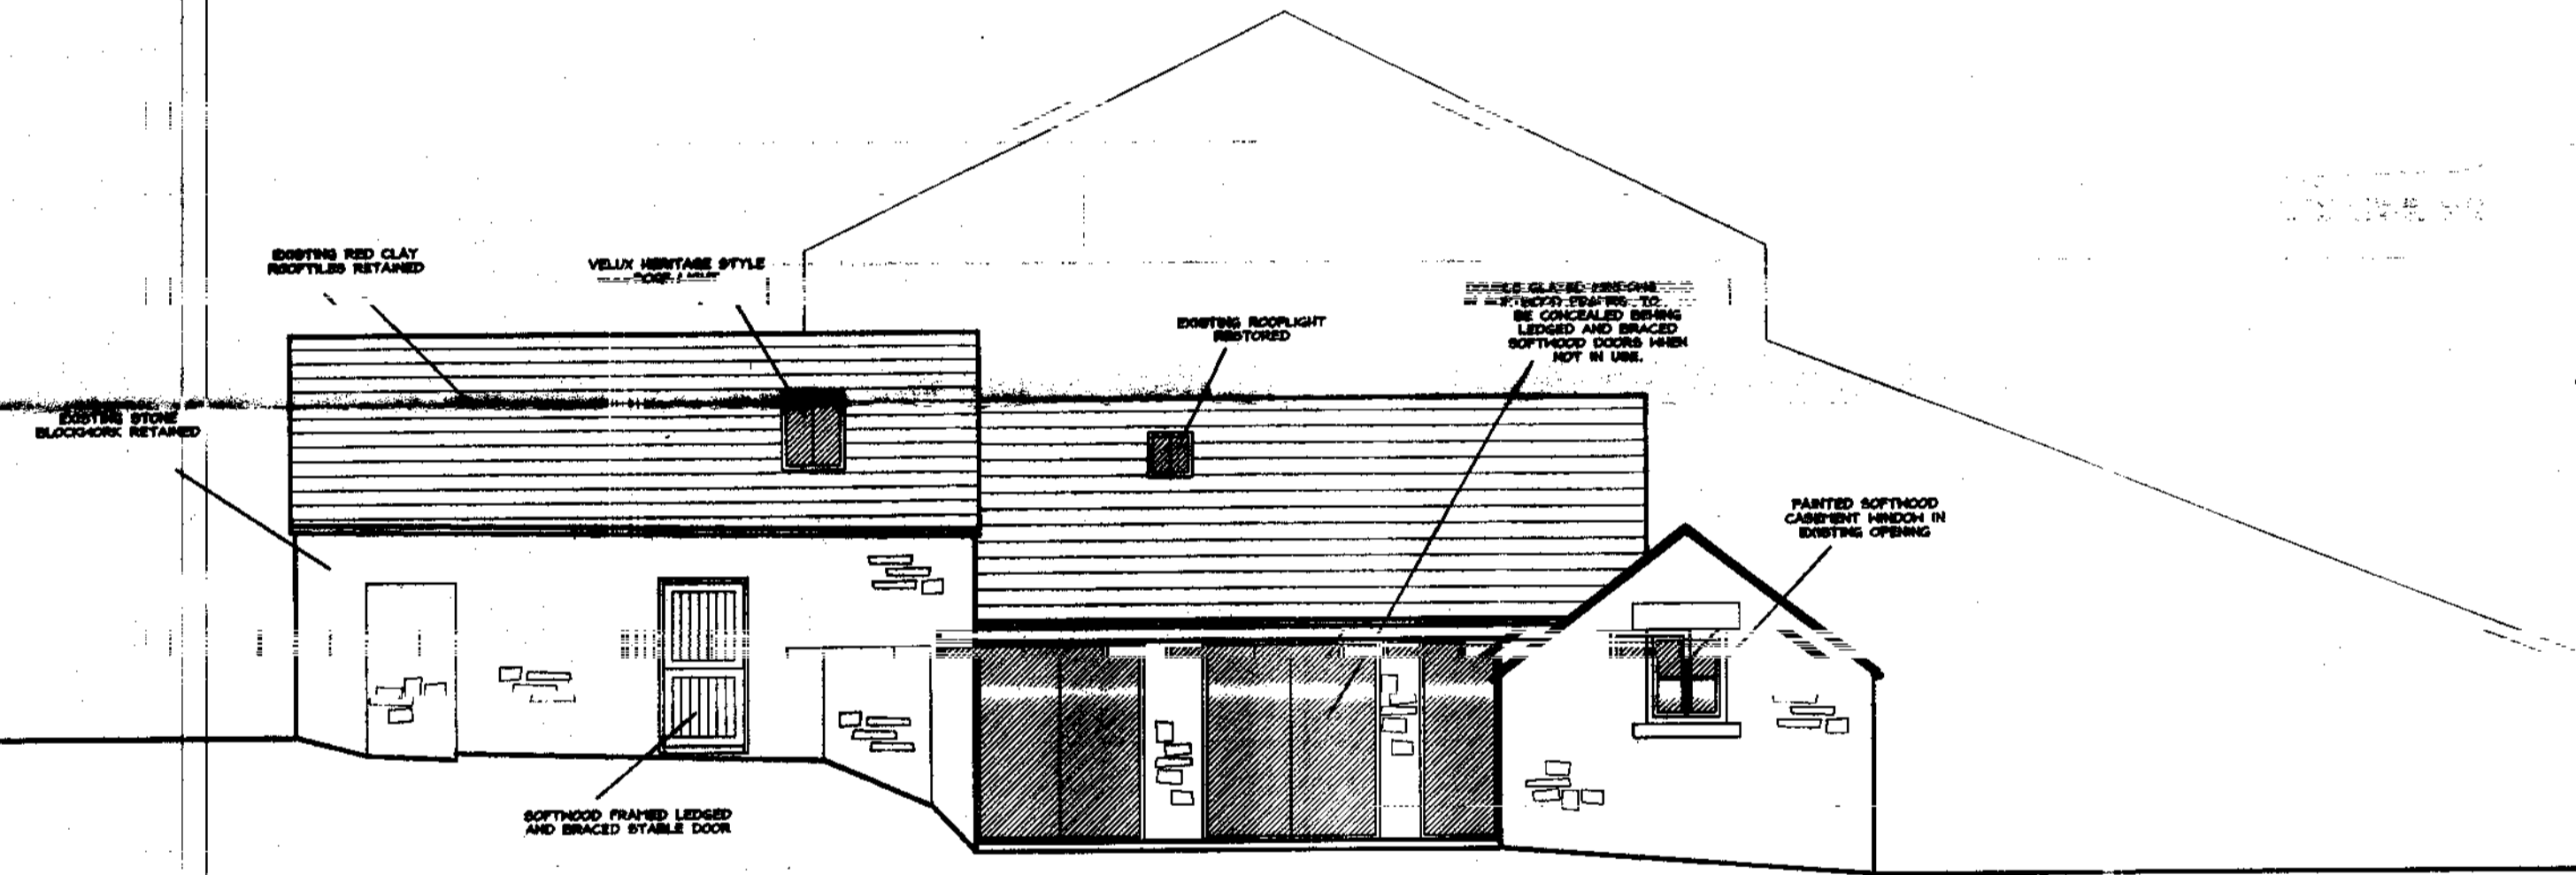 EXISTING RED CLAY
ROOFTILES RETAINED
VELUX HERITAGE STYLE
EXISTING STONE
BLOCKWORK RETAINED
EXISTING ROOFLIGHT
RESTORED
GLAZED
TO
BE CONCEALED BEHIND
LEDGED AND BRACED
SOFTWOOD DOORS WHEN
NOT IN USE.
PAINTED SOFTWOOD
CASEMENT WINDOW IN
EXISTING OPENING
SOFTWOOD FRAMED LEDGED
AND BRACED STABLE DOOR